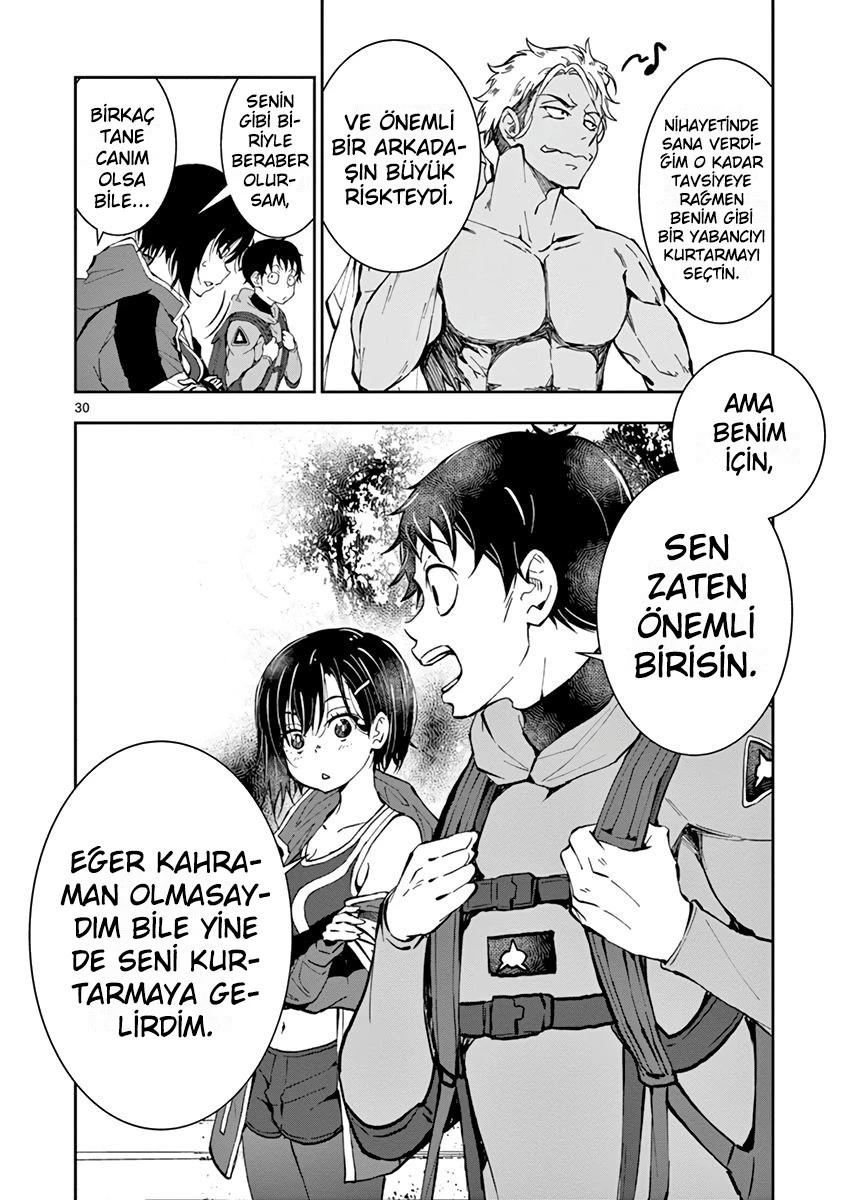 NİHAYETİNDE
SANA VERDİ-
ĞİM O KADAR
TAVSİYEYE
RAĞMEN
BENİM GİBİ
BİR YABANCIYI
KURTARMAYI
SEÇTİN.
VE ÖNEMLİ
BİR ARKADA-
ŞIN BÜYÜK
RİSKTEYDİ.
SENİN
GİBİ Bİ-
RİYLE
BERABER
OLUR-
SAM,
BİRKAÇ
TANE
CANIM
OLSA
BİLE...
30
AMA
BENİM
İÇİN,
SEN
ZATEN
ÖNEMLİ
BİRİSİN.
EĞER KAHRA-
MAN OLMASAY-
DIM BİLE YİNE
DE SENİ KUR-
TARMAYA GE-
LİRDİM.